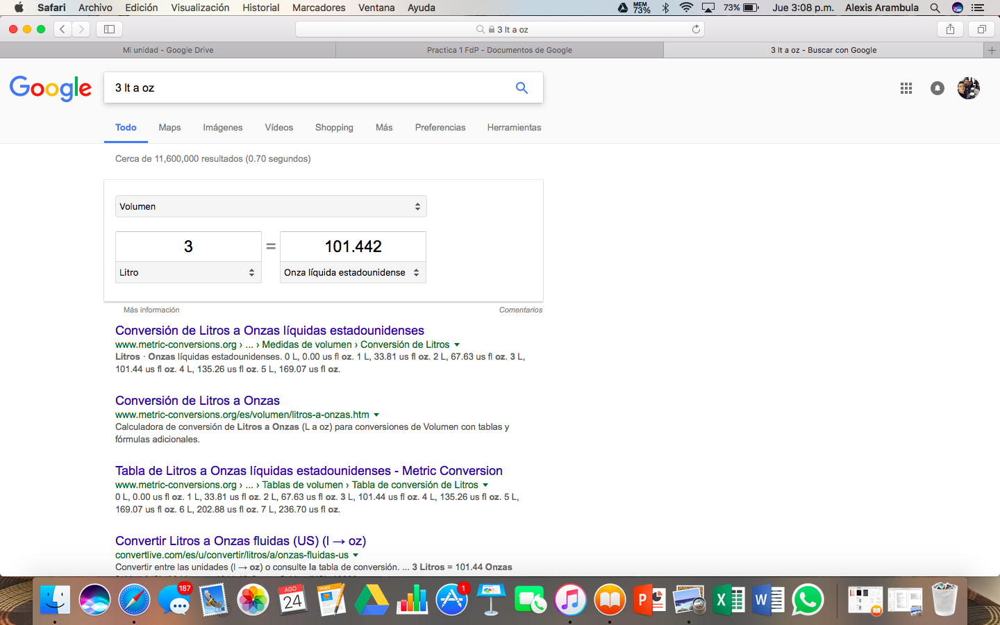 Safari Archivo Edición Visualización Historial Marcadores Ventana Ayuda MEM 73% 73% Jue 3:08 p.m. Alexis Arambula
3 lt a oz
Mi unidad - Google Drive Practica 1 FdP - Documentos de Google 3 lt a oz - Buscar con Google
Google 3 lt a oz
Todo Maps Imágenes Vídeos Shopping Más Preferencias Herramientas
Cerca de 11,600,000 resultados (0.70 segundos)
Volumen
3 = 101.442
Litro Onza líquida estadounidense
Más información Comentarios
Conversión de Litros a Onzas líquidas estadounidenses
www.metric-conversions.org › ... › Medidas de volumen › Conversión de Litros
Litros · Onzas líquidas estadounidenses. 0 L, 0.00 us fl oz. 1 L, 33.81 us fl oz. 2 L, 67.63 us fl oz. 3 L,
101.44 us fl oz. 4 L, 135.26 us fl oz. 5 L, 169.07 us fl oz.
Conversión de Litros a Onzas
www.metric-conversions.org/es/volumen/litros-a-onzas.htm
Calculadora de conversión de Litros a Onzas (L a oz) para conversiones de Volumen con tablas y
fórmulas adicionales.
Tabla de Litros a Onzas líquidas estadounidenses - Metric Conversion
www.metric-conversions.org › ... › Tablas de volumen › Tabla de conversión de Litros
0 L, 0.00 us fl oz. 1 L, 33.81 us fl oz. 2 L, 67.63 us fl oz. 3 L, 101.44 us fl oz. 4 L, 135.26 us fl oz. 5 L,
169.07 us fl oz. 6 L, 202.88 us fl oz. 7 L, 236.70 us fl oz.
Convertir Litros a Onzas fluidas (US) (l → oz)
convertlive.com/es/u/convertir/litros/a/onzas-fluidas-us
Convertir entre las unidades (l → oz) o consulte la tabla de conversión. ... 3 Litros = 101.44 Onzas
187 AGO 24 PAGES 1 P X W